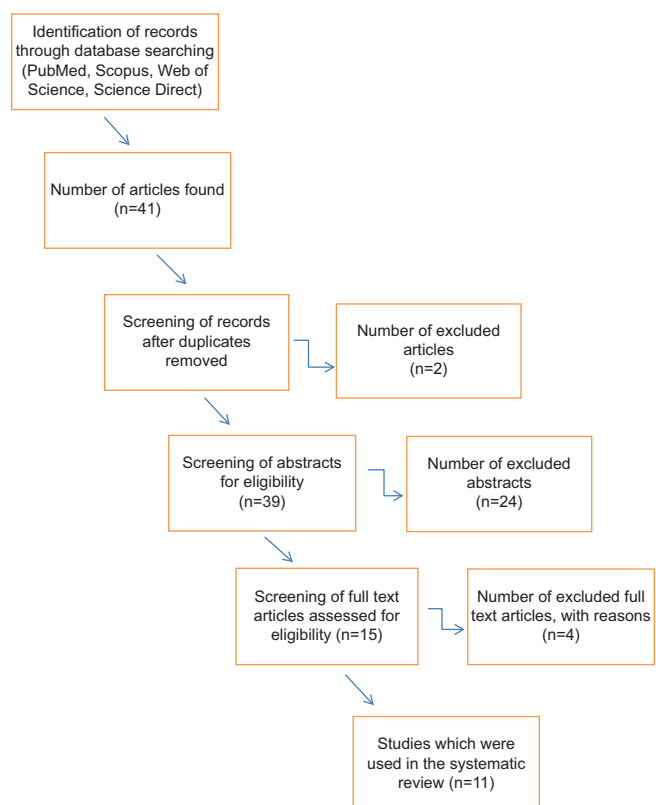 Identification of records
through database searching
(PubMed, Scopus, Web of
Science, Science Direct)
Number of articles found
(n=41)
Screening of records
after duplicates
removed
Number of excluded
articles
(n=2)
Screening of abstracts
for eligibility
(n=39)
Number of excluded
abstracts
(n=24)
Screening of full text
articles assessed for
eligibility (n=15)
Number of excluded full
text articles, with reasons
(n=4)
Studies which were
used in the systematic
review (n=11)